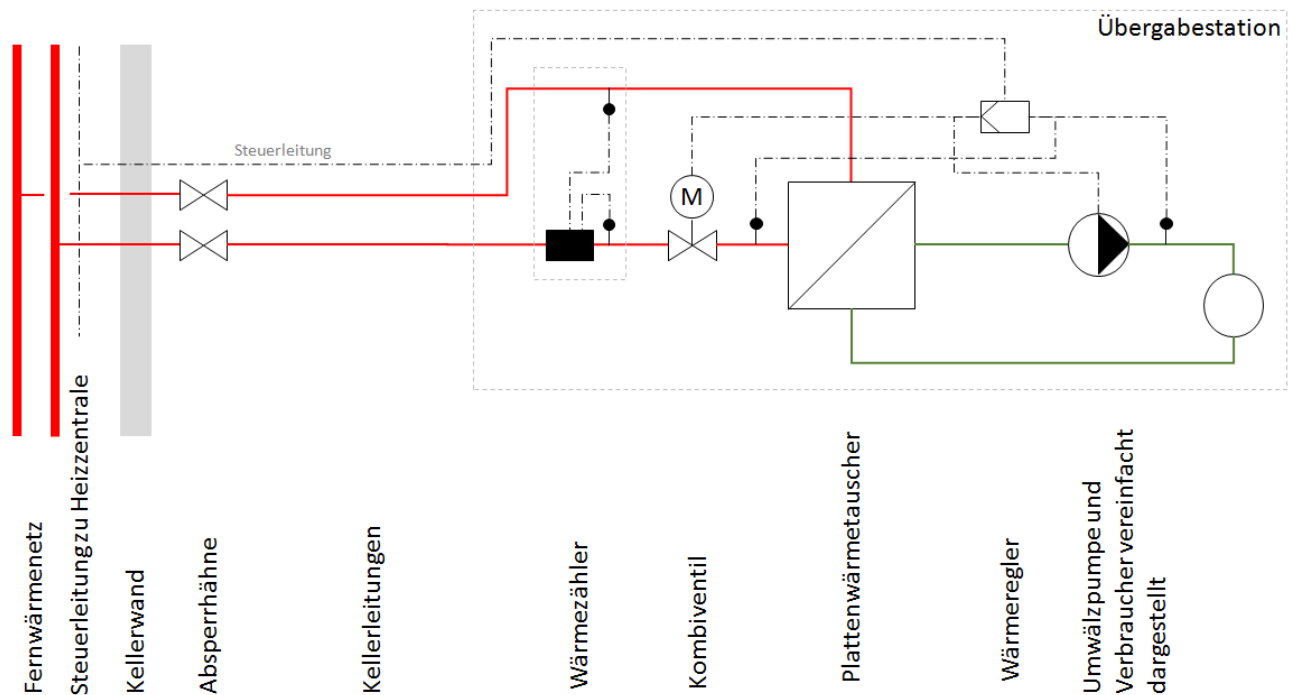 Übergabestation
Steuerleitung
M
Fernwärmenetz
Steuerleitung zu Heizzentrale
Kellerwand
Absperrhähne
Kellerleitungen
Wärmezähler
Kombiventil
Plattenwärmetauscher
Wärmeregler
Umwälzpumpe und
Verbraucher vereinfacht
dargestellt